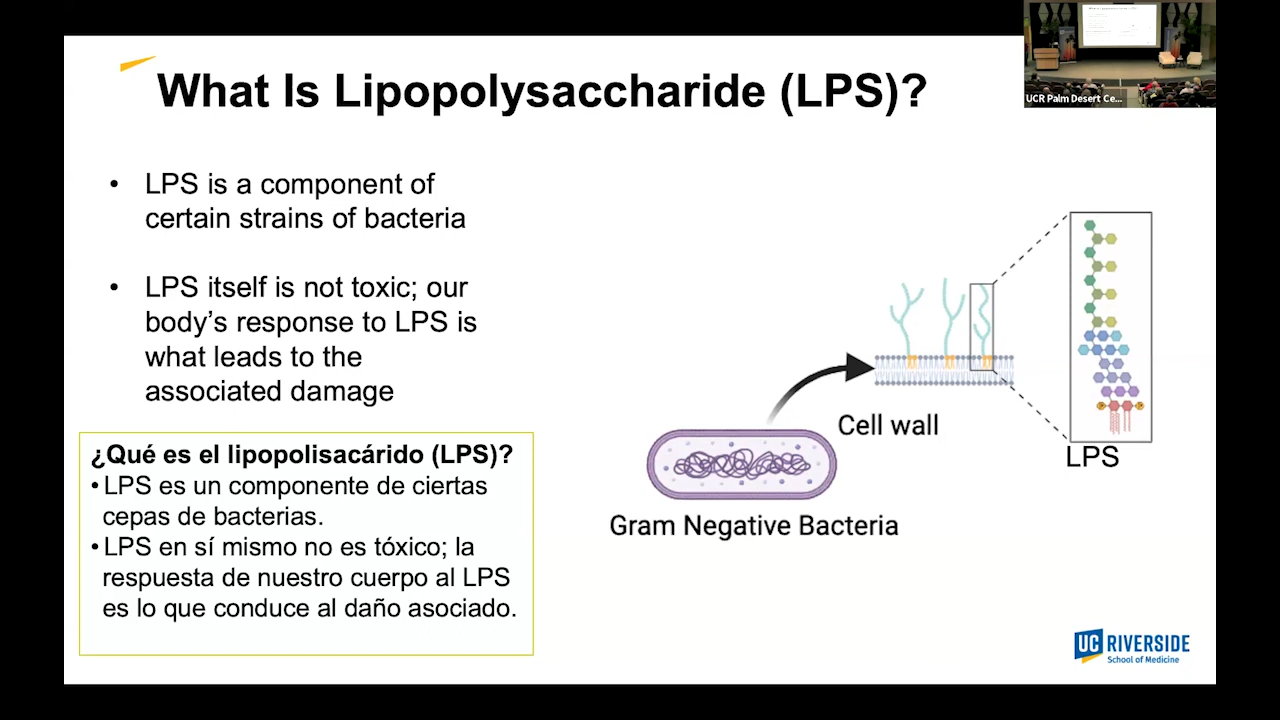 What Is Lipopolysaccharide (LPS)?
UCR Palm Desert Ce...
• LPS is a component of
certain strains of bacteria
• LPS itself is not toxic; our
body's response to LPS is
what leads to the
associated damage
¿Qué es el lipopolisacárido (LPS)?
• LPS es un componente de ciertas
cepas de bacterias.
• LPS en sí mismo no es tóxico; la
respuesta de nuestro cuerpo al LPS
es lo que conduce al daño asociado.
Cell wall
LPS
Gram Negative Bacteria
UC RIVERSIDE
School of Medicine